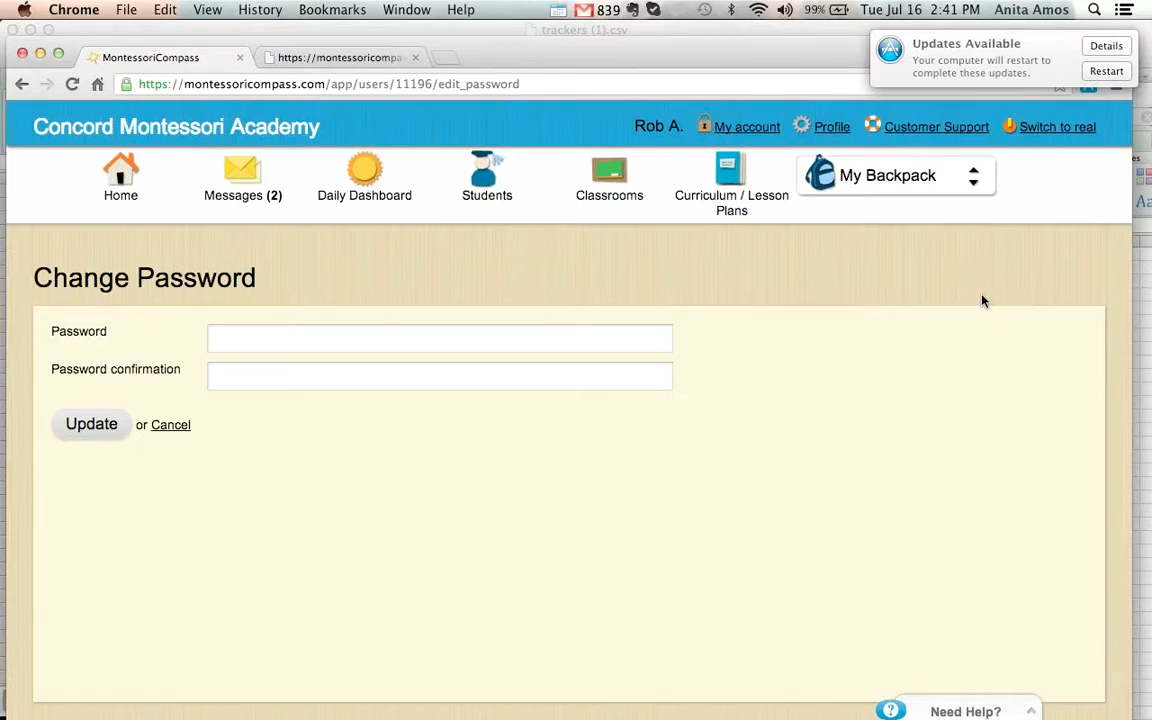 Chrome File Edit View History Bookmarks Window Help 839 99% Tue Jul 16 2:41 PM Anita Amos
trackers (1).csv
MontessoriCompass https://montessoricompa
Updates Available
Your computer will restart to
complete these updates.
Details
Restart
https://montessoricompass.com/app/users/11196/edit_password
Concord Montessori Academy Rob A. My account Profile Customer Support Switch to real
Home Messages (2) Daily Dashboard Students Classrooms Curriculum / Lesson
Plans
My Backpack
Change Password
Password
Password confirmation
Update or Cancel
? Need Help?